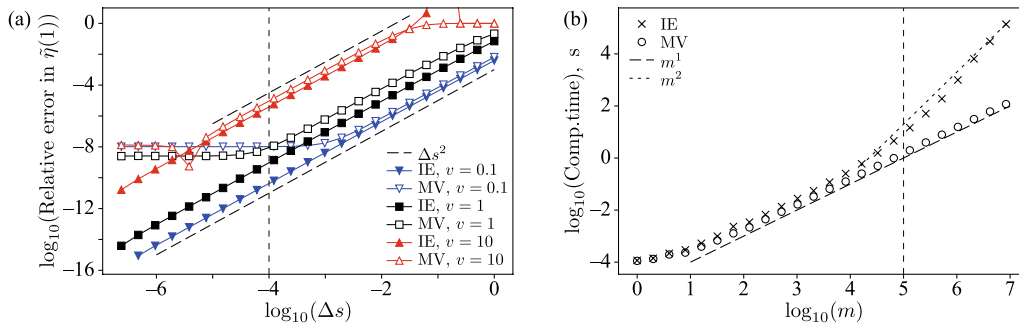 (a)
log₁₀(Relative error in η̃(1))
0
−4
−8
−12
−16
−6
−4
−2
0
log₁₀(Δs)
Δs²
IE, v = 0.1
MV, v = 0.1
IE, v = 1
MV, v = 1
IE, v = 10
MV, v = 10
(b)
log₁₀(Comp.time), s
4
2
0
−2
−4
0
1
2
3
4
5
6
7
log₁₀(m)
IE
MV
m¹
m²